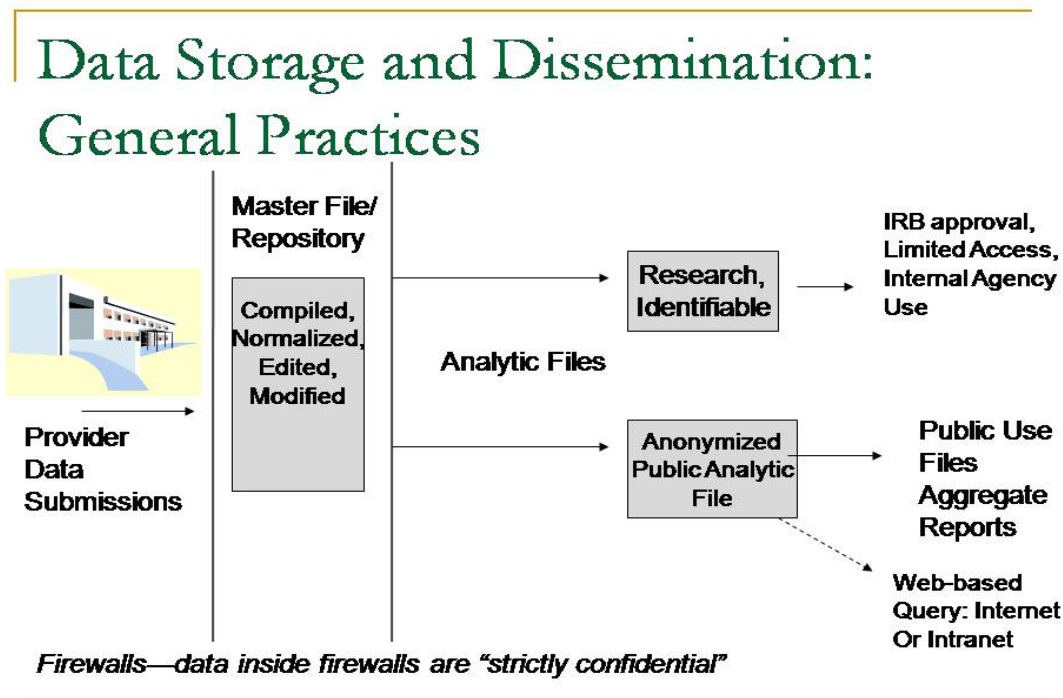 Data Storage and Dissemination:
General Practices
Master File/
Repository
Compiled,
Normalized,
Edited,
Modified
Provider
Data
Submissions
Analytic Files
Research,
Identifiable
IRB approval,
Limited Access,
Internal Agency
Use
Anonymized
Public Analytic
File
Public Use
Files
Aggregate
Reports
Web-based
Query: Internet
Or Intranet
Firewalls—data inside firewalls are “strictly confidential”